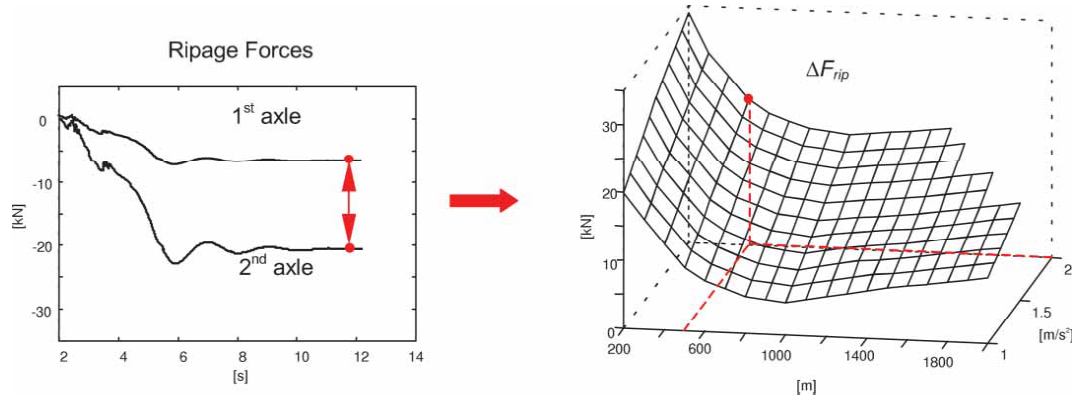 Ripage Forces
1st axle
2nd axle
0
-10
-20
-30
[kN]
2
4
6
8
10
12
14
[s]
ΔFrip
30
20
10
0
[kN]
200
600
1000
1400
1800
[m]
1
1.5
2
[m/s²]